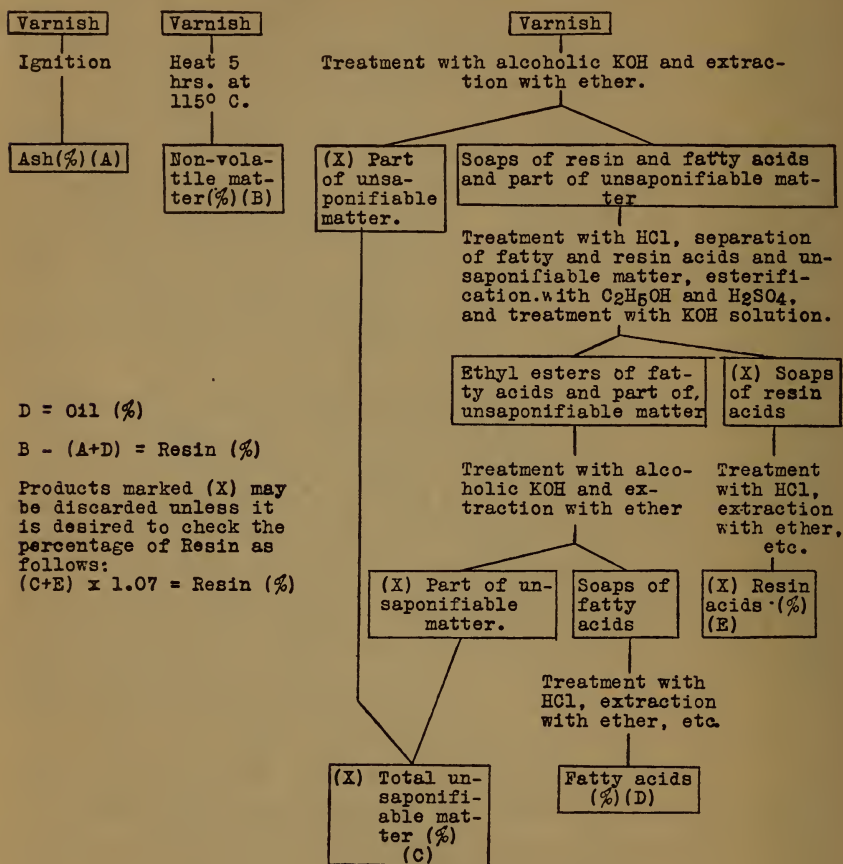 Varnish
Ignition
Ash(%)(A)
Varnish
Heat 5
hrs. at
115° C.
Non-vola-
tile mat-
ter(%)(B)
Varnish
Treatment with alcoholic KOH and extrac-
tion with ether.
(X) Part
of unsa-
ponifiable
matter.
Soaps of resin and fatty acids
and part of unsaponifiable mat-
ter
Treatment with HCl, separation
of fatty and resin acids and un-
saponifiable matter, esterifi-
cation.with C2H5OH and H2SO4,
and treatment with KOH solution.
Ethyl esters of fat-
ty acids and part of,
unsaponifiable matter
(X) Soaps
of resin
acids
D = Oil (%)
B - (A+D) = Resin (%)
Products marked (X) may
be discarded unless it
is desired to check the
percentage of Resin as
follows:
(C+E) x 1.07 = Resin (%)
Treatment with alco-
holic KOH and ex-
traction with ether
Treatment
with HCl,
extraction
with ether,
etc.
(X) Part of un-
saponifiable
matter.
Soaps of
fatty
acids
(X) Resin
acids (%)
(E)
Treatment with
HCl, extraction
with ether, etc.
(X) Total un-
saponifi-
able mat-
ter (%)
(C)
Fatty acids
(%)(D)